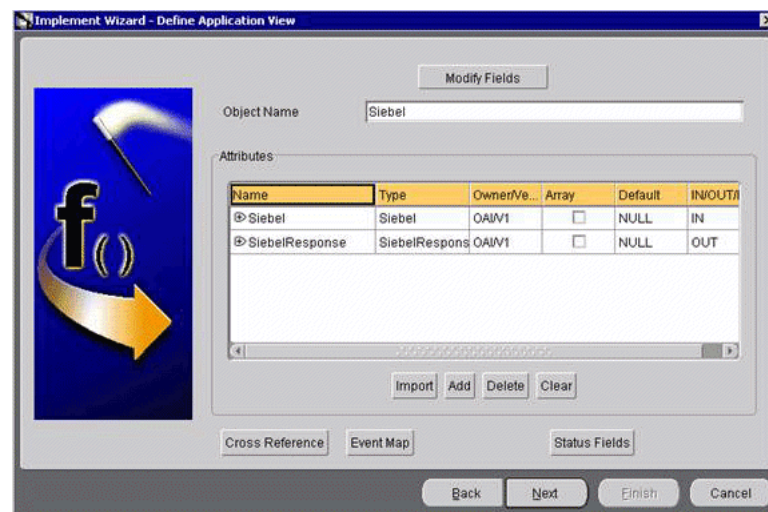 Implement Wizard - Define Application View
Modify Fields
Object Name Siebel
Attributes
Name Type Owner/Ve... Array Default IN/OUT/I
Siebel Siebel OAI/V1 NULL IN
SiebelResponse SiebelRespons OAI/V1 NULL OUT
f()
Import Add Delete Clear
Cross Reference Event Map Status Fields
Back Next Finish Cancel